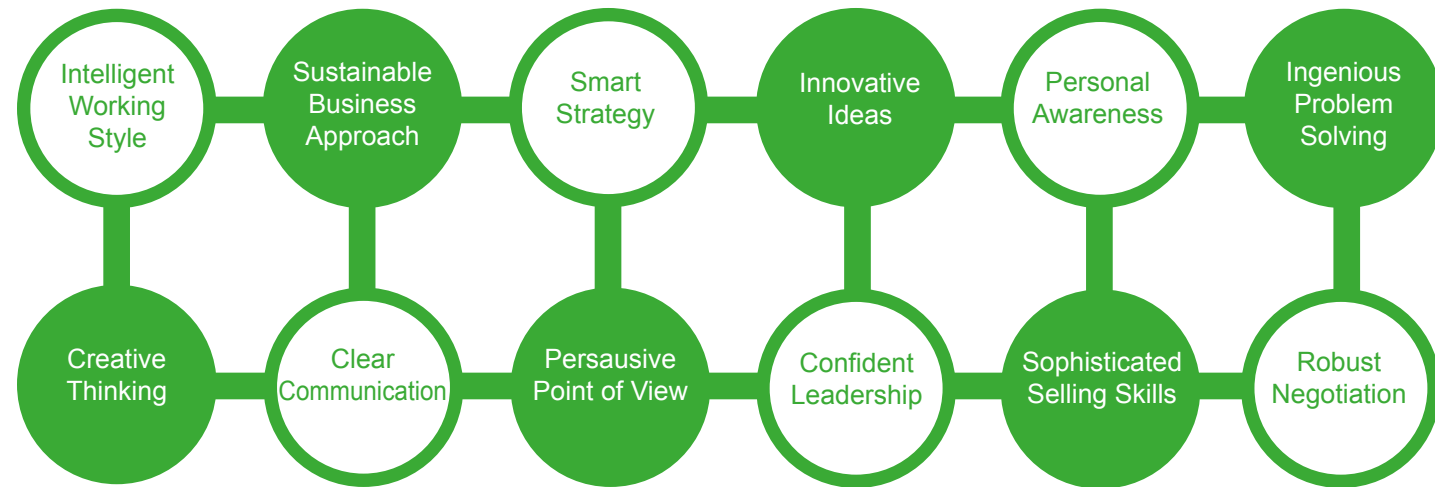 Intelligent
Working
Style
Sustainable
Business
Approach
Smart
Strategy
Innovative
Ideas
Personal
Awareness
Ingenious
Problem
Solving
Creative
Thinking
Clear
Communication
Persausive
Point of View
Confident
Leadership
Sophisticated
Selling Skills
Robust
Negotiation